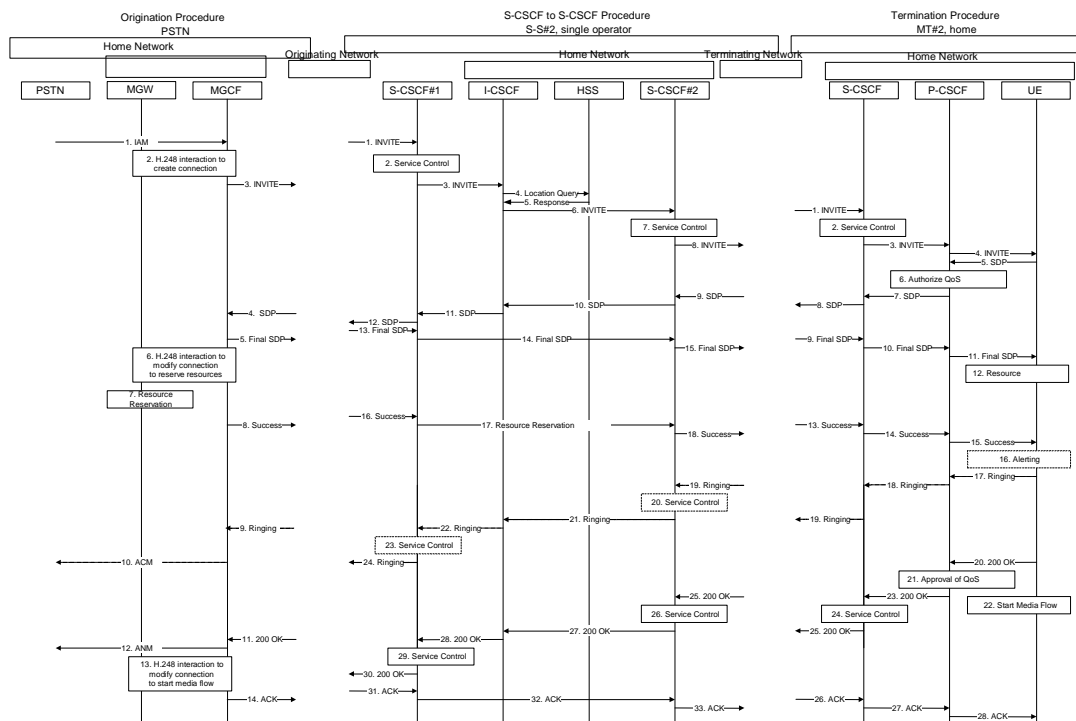 Origination Procedure
PSTN
Home Network
PSTN
MGW
MGCF
1. IAM
2. H.248 interaction to
create connection
3. INVITE
4. SDP
5. Final SDP
6. H.248 interaction to
modify connection
to reserve resources
7. Resource
Reservation
8. Success
9. Ringing
10. ACM
11. 200 OK
12. ANM
13. H.248 interaction to
modify connection
to start media flow
14. ACK
S-CSCF to S-CSCF Procedure
S-S#2, single operator
Originating Network
Home Network
Terminating Network
S-CSCF#1
I-CSCF
HSS
S-CSCF#2
1. INVITE
2. Service Control
3. INVITE
4. Location Query
5. Response
6. INVITE
7. Service Control
8. INVITE
9. SDP
10. SDP
11. SDP
12. SDP
13. Final SDP
14. Final SDP
15. Final SDP
16. Success
17. Resource Reservation
18. Success
19. Ringing
20. Service Control
21. Ringing
22. Ringing
23. Service Control
24. Ringing
25. 200 OK
26. Service Control
27. 200 OK
28. 200 OK
29. Service Control
30. 200 OK
31. ACK
32. ACK
33. ACK
Termination Procedure
MT#2, home
Home Network
S-CSCF
P-CSCF
UE
1. INVITE
2. Service Control
3. INVITE
4. INVITE
5. SDP
6. Authorize QoS
7. SDP
8. SDP
9. Final SDP
10. Final SDP
11. Final SDP
12. Resource
13. Success
14. Success
15. Success
16. Alerting
17. Ringing
18. Ringing
19. Ringing
20. 200 OK
21. Approval of QoS
22. Start Media Flow
23. 200 OK
24. Service Control
25. 200 OK
26. ACK
27. ACK
28. ACK